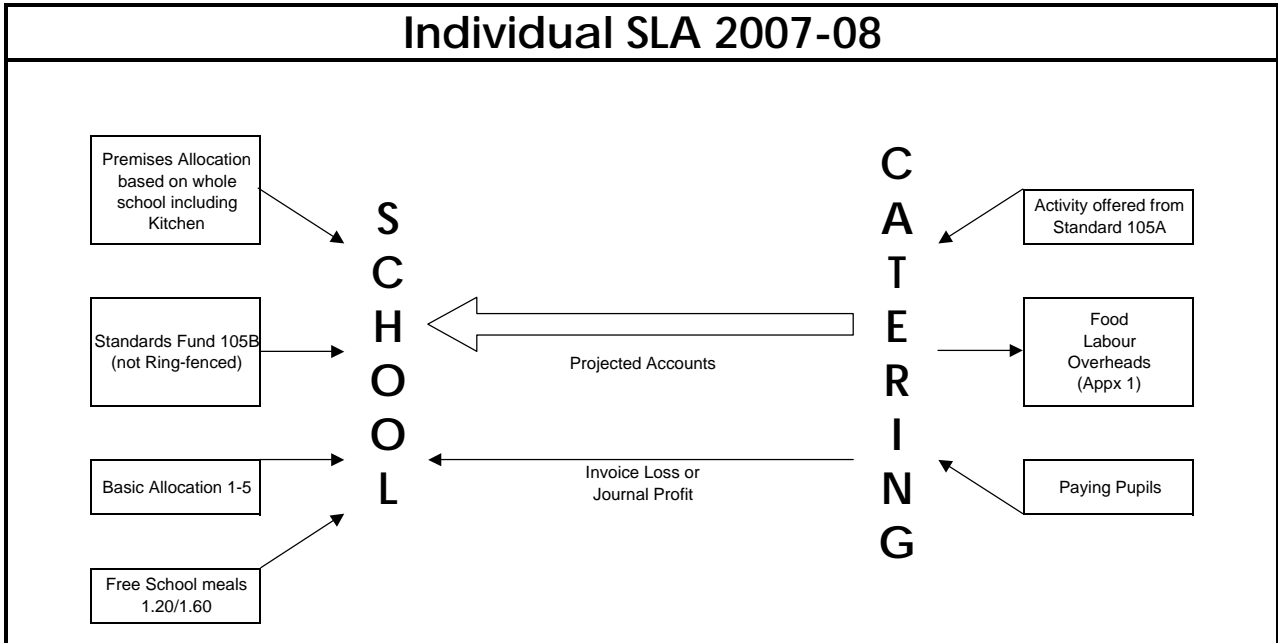 Individual SLA 2007-08
Premises Allocation
based on whole
school including
Kitchen
Standards Fund 105B
(not Ring-fenced)
Basic Allocation 1-5
Free School meals
1.20/1.60
S
C
H
O
O
L
Projected Accounts
Invoice Loss or
Journal Profit
C
A
T
E
R
I
N
G
Activity offered from
Standard 105A
Food
Labour
Overheads
(Appx 1)
Paying Pupils